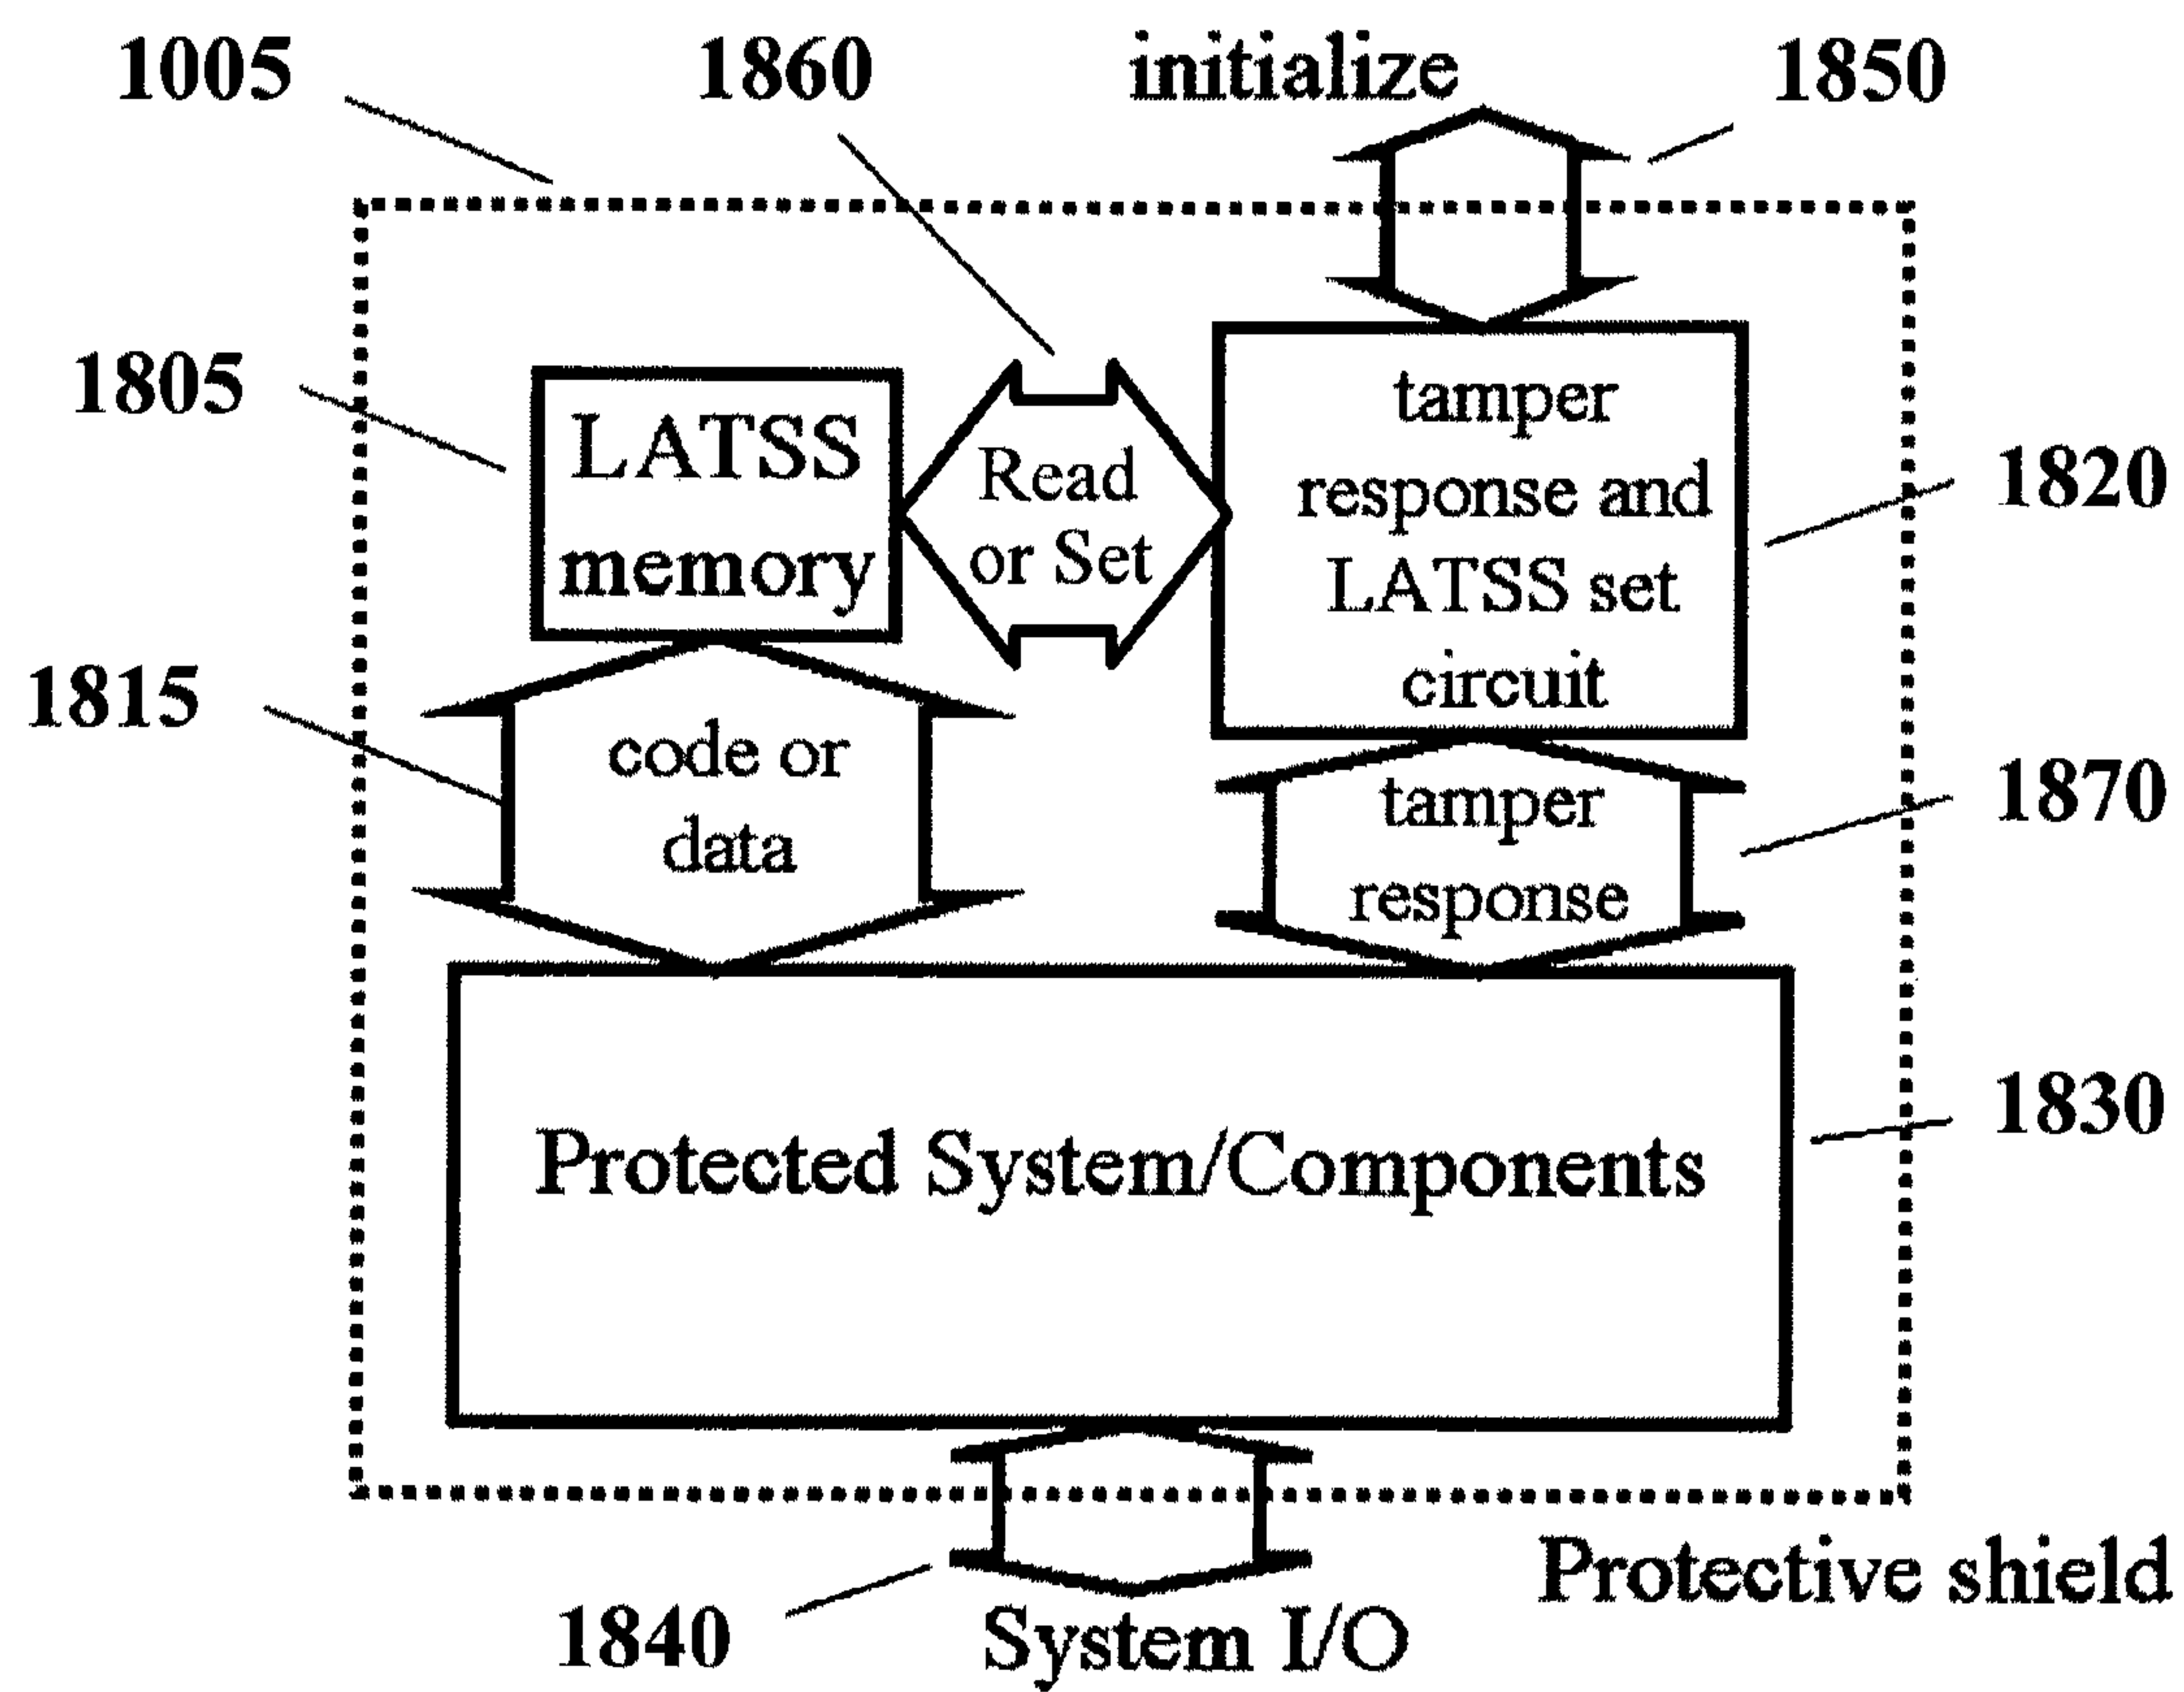 1005
1860
initialize
1850
1805
LATSS
memory
Read
or Set
tamper
response and
LATSS set
circuit
1820
1815
code or
data
tamper
response
1870
1830
Protected System/Components
Protective shield
1840
System I/O